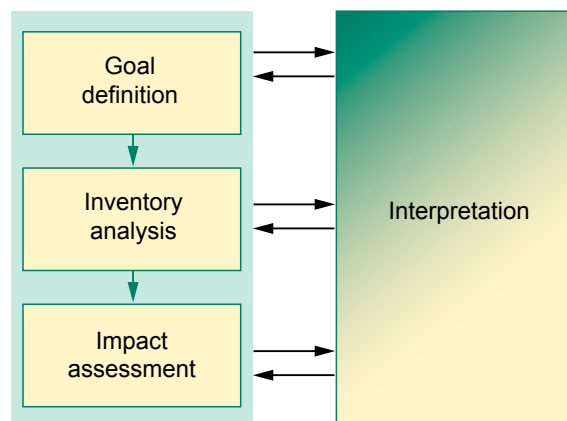 Goal
definition
Inventory
analysis
Interpretation
Impact
assessment